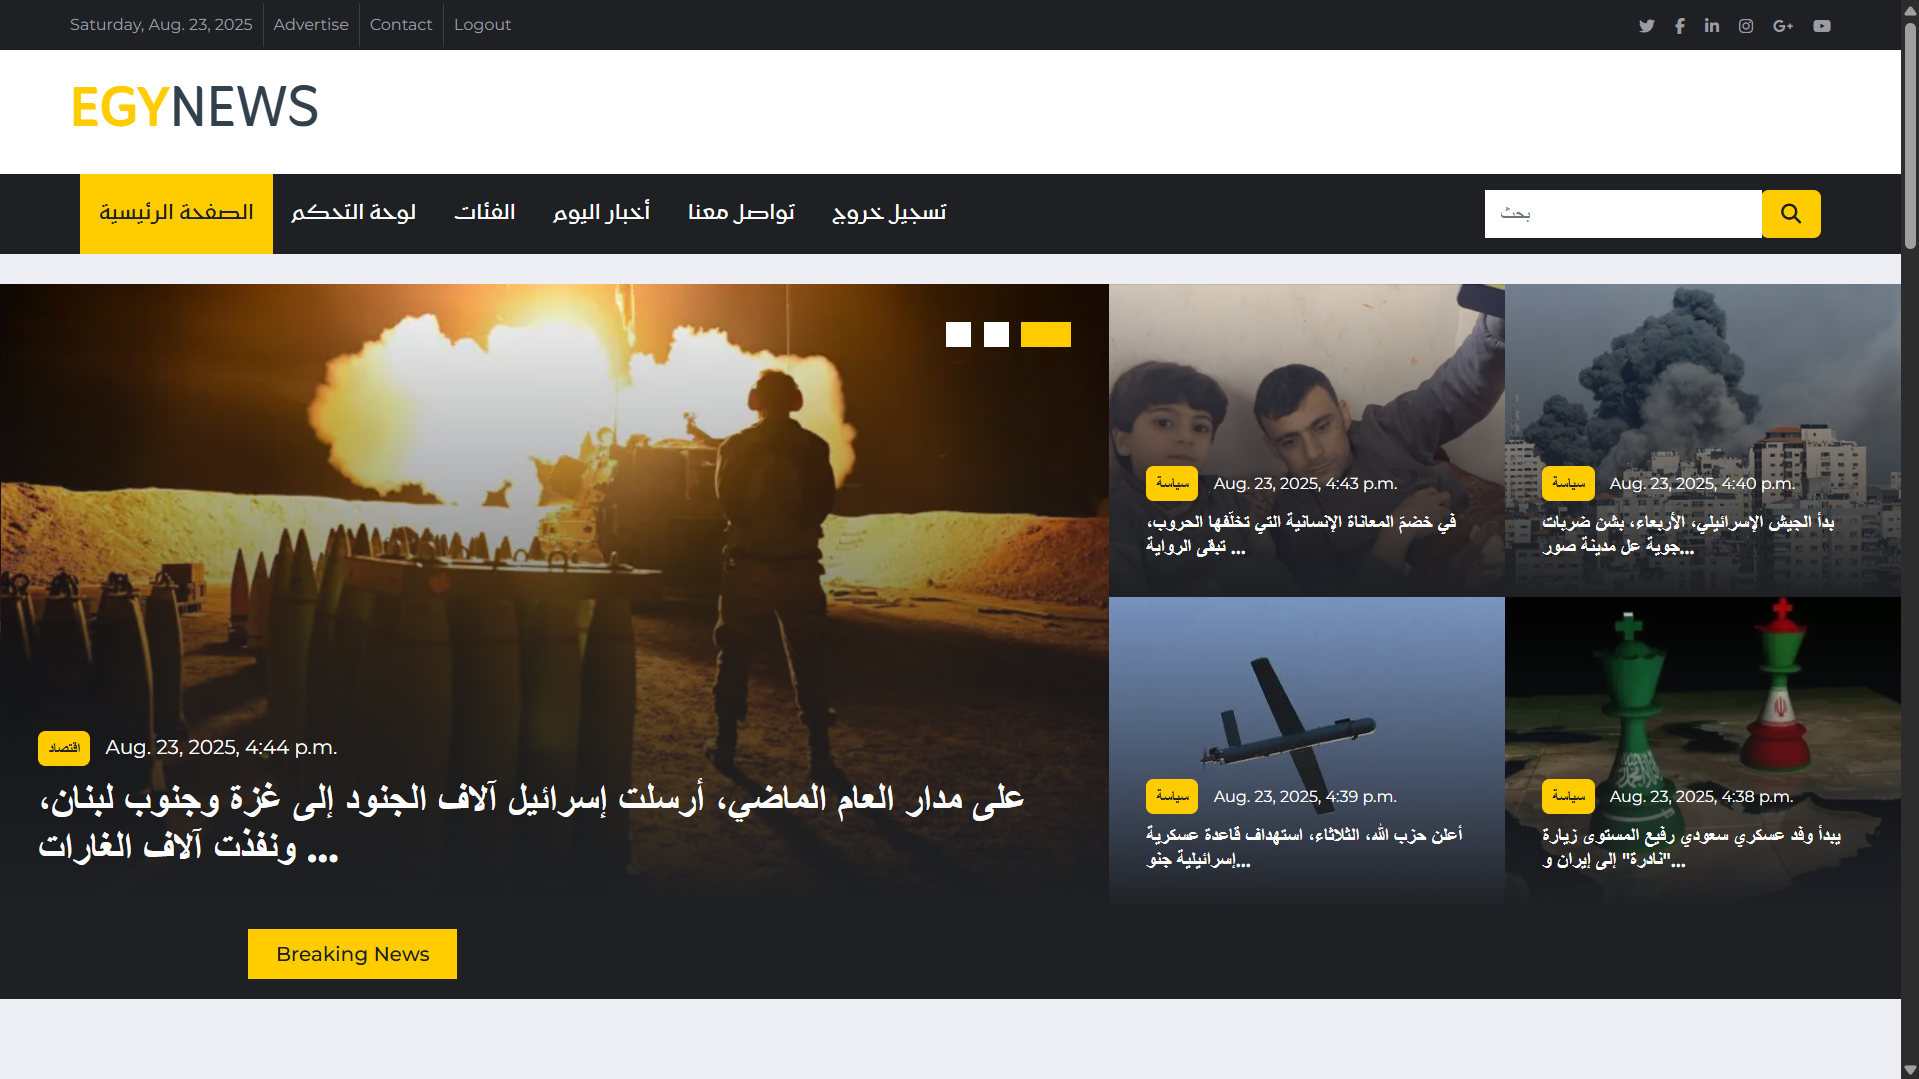 Saturday, Aug. 23, 2025
Advertise
Contact
Logout
EGYNEWS
الصفحة الرئيسية
لوحة التحكم
الفئات
أخبار اليوم
تواصل معنا
تسجيل خروج
بحث
اقتصاد
Aug. 23, 2025, 4:44 p.m.
على مدار العام الماضي، أرسلت إسرائيل آلاف الجنود إلى غزة وجنوب لبنان،
ونفذت آلاف الغارات ...
سياسة
Aug. 23, 2025, 4:43 p.m.
في خضمّ المعاناة الإنسانية التي تخلّفها الحروب،
تبقى الرواية ...
سياسة
Aug. 23, 2025, 4:40 p.m.
بدأ الجيش الإسرائيلي، الأربعاء، بشن ضربات
جوية عل مدينة صور...
سياسة
Aug. 23, 2025, 4:39 p.m.
أعلن حزب الله، الثلاثاء، استهداف قاعدة عسكرية
إسرائيلية جنو...
سياسة
Aug. 23, 2025, 4:38 p.m.
يبدأ وفد عسكري سعودي رفيع المستوى زيارة
"نادرة" إلى إيران و...
Breaking News